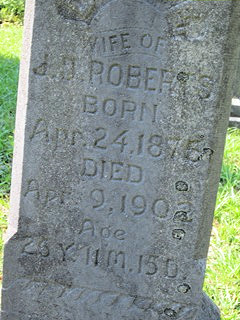 WIFE OF
J. D. ROBERTS
BORN
Apr. 24, 1876
DIED
Apr. 9, 1903
Age
26 Y. 11 M. 15 D.